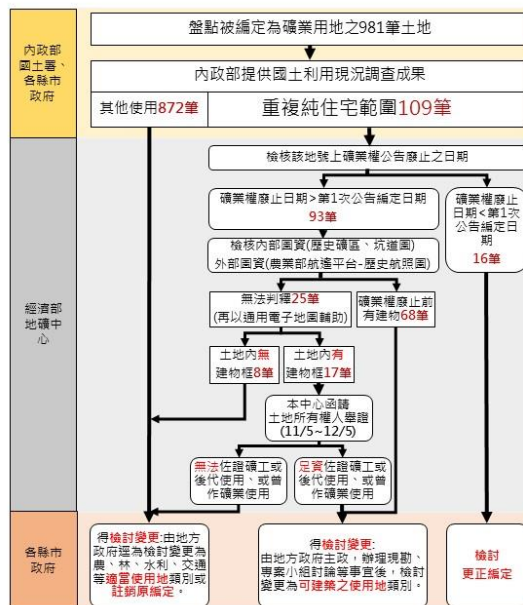 內政部
國土署、
各縣市
政府
盤點被編定為礦業用地之981筆土地
內政部提供國土利用現況調查成果
其他使用872筆
重複純住宅範圍109筆
經濟部
地礦中心
檢核該地號上礦業權公告廢止之日期
礦業權廢止日期>第1次公告編定日期
93筆
礦業權廢止
日期<第1次
公告編定日
期
16筆
檢核內部圖資(歷史礦區、坑道圖)
外部圖資(農業部航遙平台-歷史航照圖)
無法判釋25筆
(再以通用電子地圖輔助)
礦業權廢止前
有建物68筆
土地內無
建物框8筆
土地內有
建物框17筆
本中心函請
土地所有權人舉證
(11/5~12/5)
無法佐證礦工或
後代使用、或曾
作礦業使用
足資佐證礦工或
後代使用、或曾
作礦業使用
各縣市
政府
得檢討變更:由地方
政府逕為檢討變更為
農、林、水利、交通
等適當使用地類別或
註銷原編定。
得檢討變更:
由地方政府主政，辦理現勘、
專案小組討論等事宜後，檢討
變更為可建築之使用地類別。
檢討
更正編定